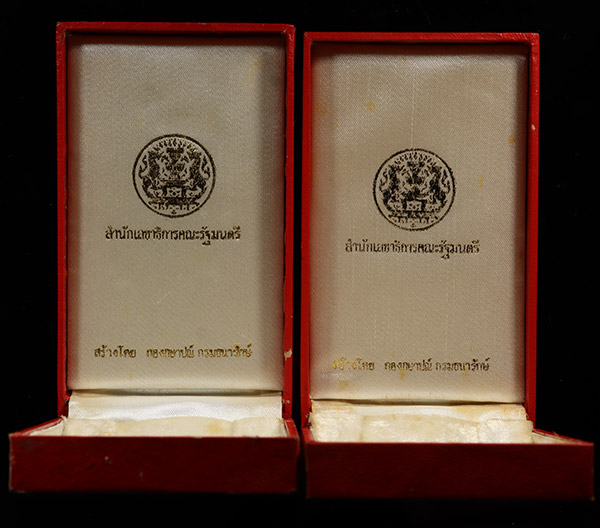 สำนักเลขาธิการคณะรัฐมนตรี
สร้างโดย กองกษาปณ์ กรมธนารักษ์
สำนักเลขาธิการคณะรัฐมนตรี
สร้างโดย กองกษาปณ์ กรมธนารักษ์